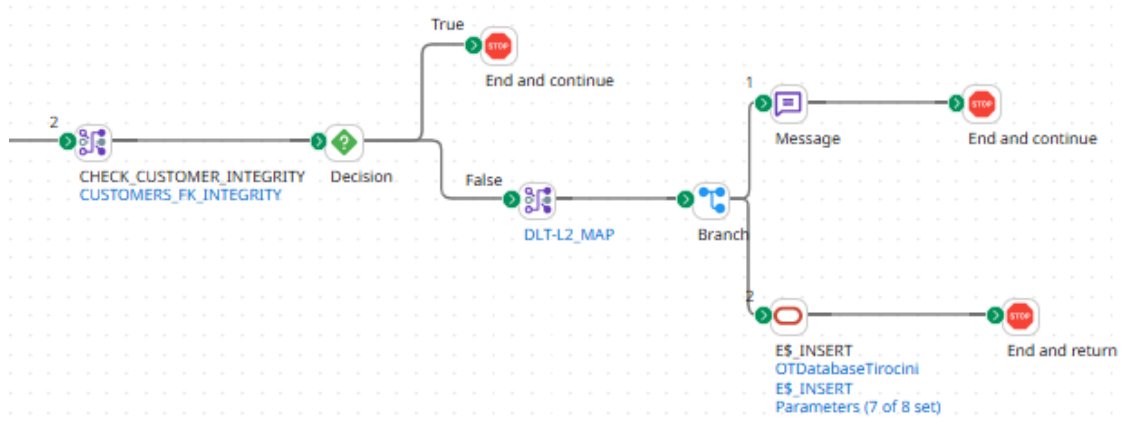 True
STOP
End and continue
2
CHECK_CUSTOMER_INTEGRITY
CUSTOMERS_FK_INTEGRITY
Decision
False
DLT-L2_MAP
Branch
1
Message
STOP
End and continue
2
E$_INSERT
OTDatabaseTirocini
E$_INSERT
Parameters (7 of 8 set)
STOP
End and return